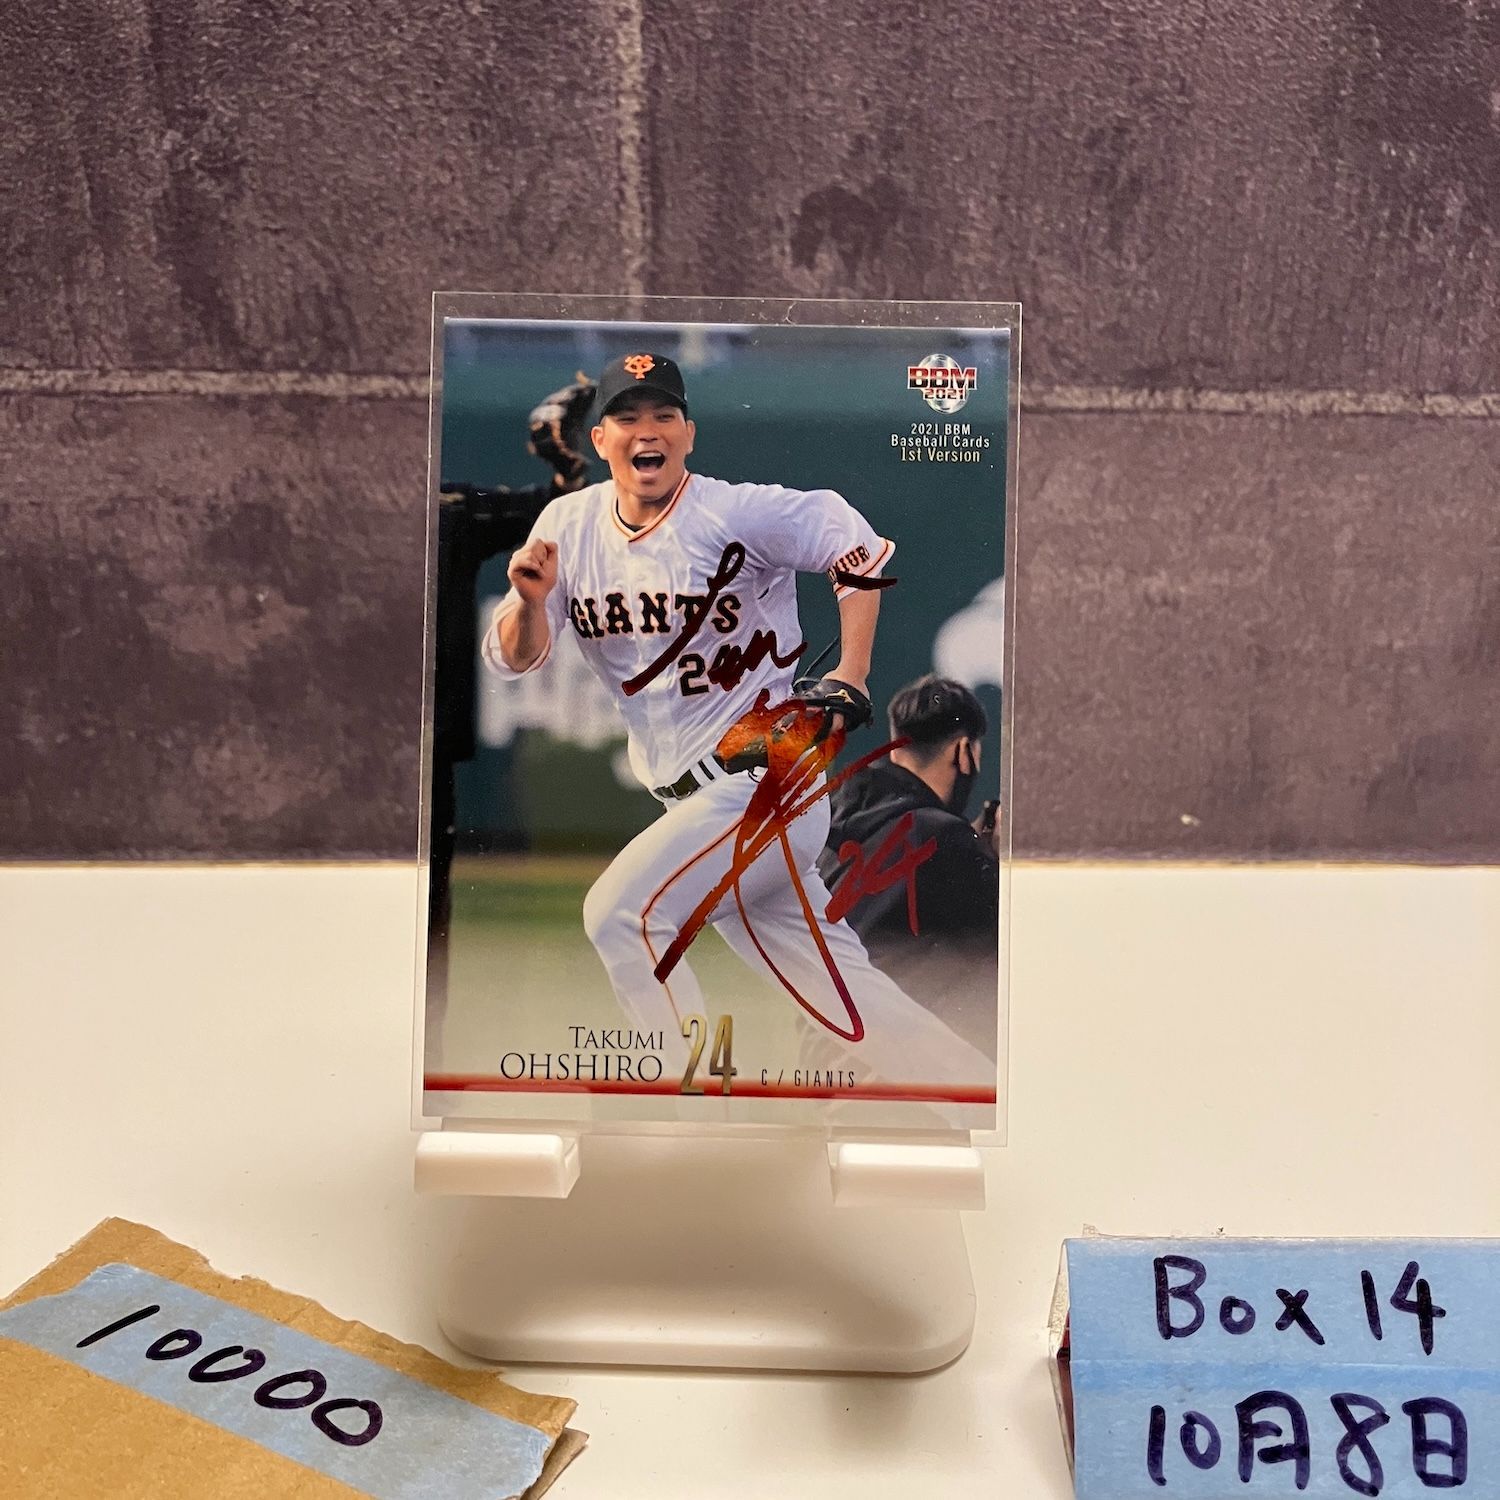 BBM
2021
2021 BBM
Baseball Cards
1st Version
GIANTS
2
24
TAKUMI
OHSHIRO
24
C / GIANTS
10000
Box 14
10月8日